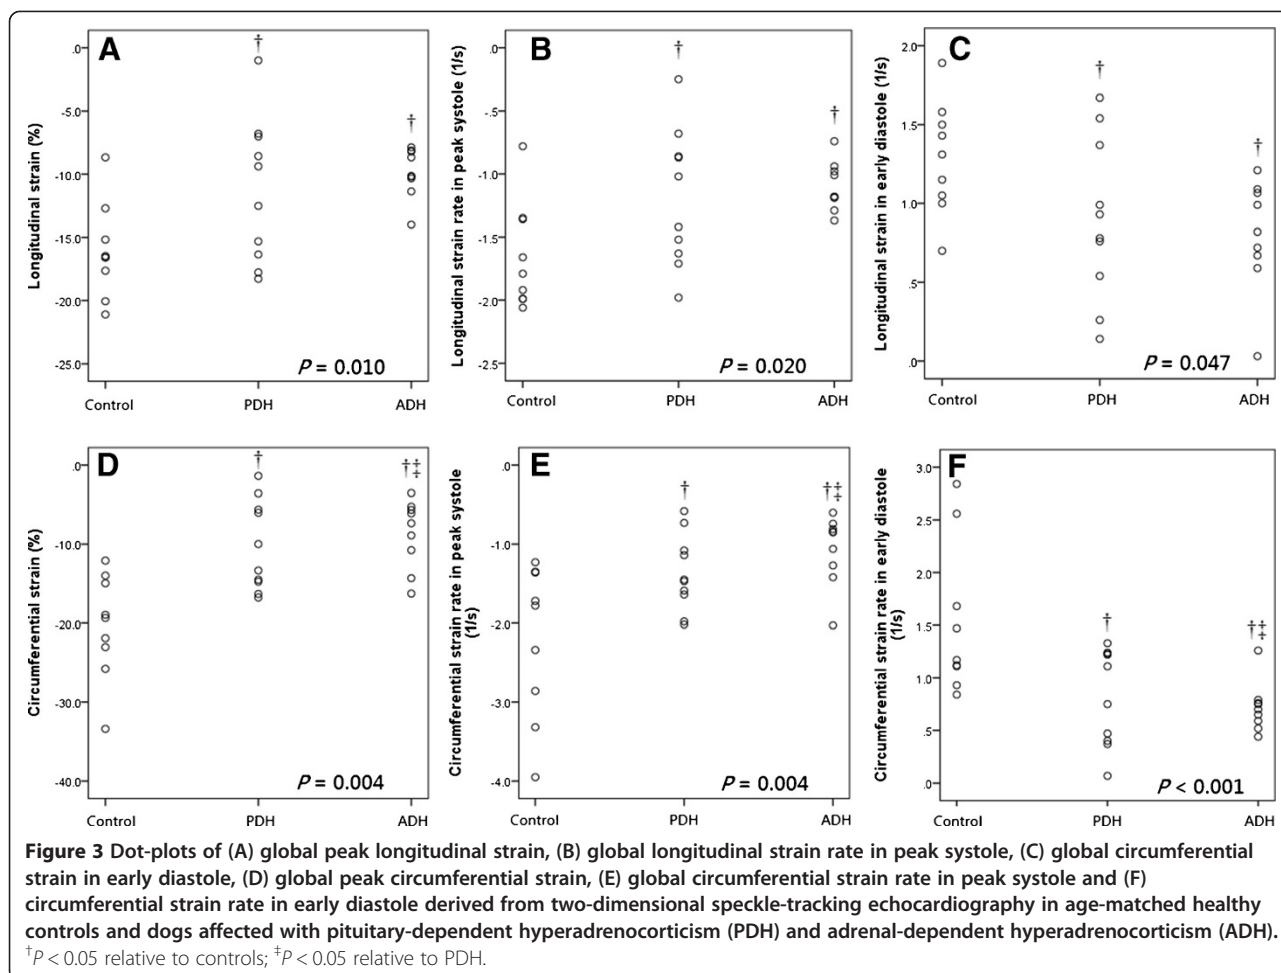 A
Longitudinal strain (%)
.0
-5.0
-10.0
-15.0
-20.0
-25.0
†
†
P = 0.010
Control PDH ADH
B
Longitudinal strain rate in peak systole (1/s)
.0
-.5
-1.0
-1.5
-2.0
-2.5
†
†
P = 0.020
Control PDH ADH
C
Longitudinal strain in early diastole (1/s)
2.0
1.5
1.0
.5
.0
†
†
P = 0.047
Control PDH ADH
D
Circumferential strain (%)
.0
-10.0
-20.0
-30.0
-40.0
†
†‡
P = 0.004
Control PDH ADH
E
Circumferential strain rate in peak systole
(1/s)
.0
-1.0
-2.0
-3.0
-4.0
†
†‡
P = 0.004
Control PDH ADH
F
Circumferential strain rate in early diastole
(1/s)
3.0
2.5
2.0
1.5
1.0
.5
.0
†
†‡
P < 0.001
Control PDH ADH
Figure 3 Dot-plots of (A) global peak longitudinal strain, (B) global longitudinal strain rate in peak systole, (C) global circumferential
strain in early diastole, (D) global peak circumferential strain, (E) global circumferential strain rate in peak systole and (F)
circumferential strain rate in early diastole derived from two-dimensional speckle-tracking echocardiography in age-matched healthy
controls and dogs affected with pituitary-dependent hyperadrenocorticism (PDH) and adrenal-dependent hyperadrenocorticism (ADH).
†P < 0.05 relative to controls; ‡P < 0.05 relative to PDH.